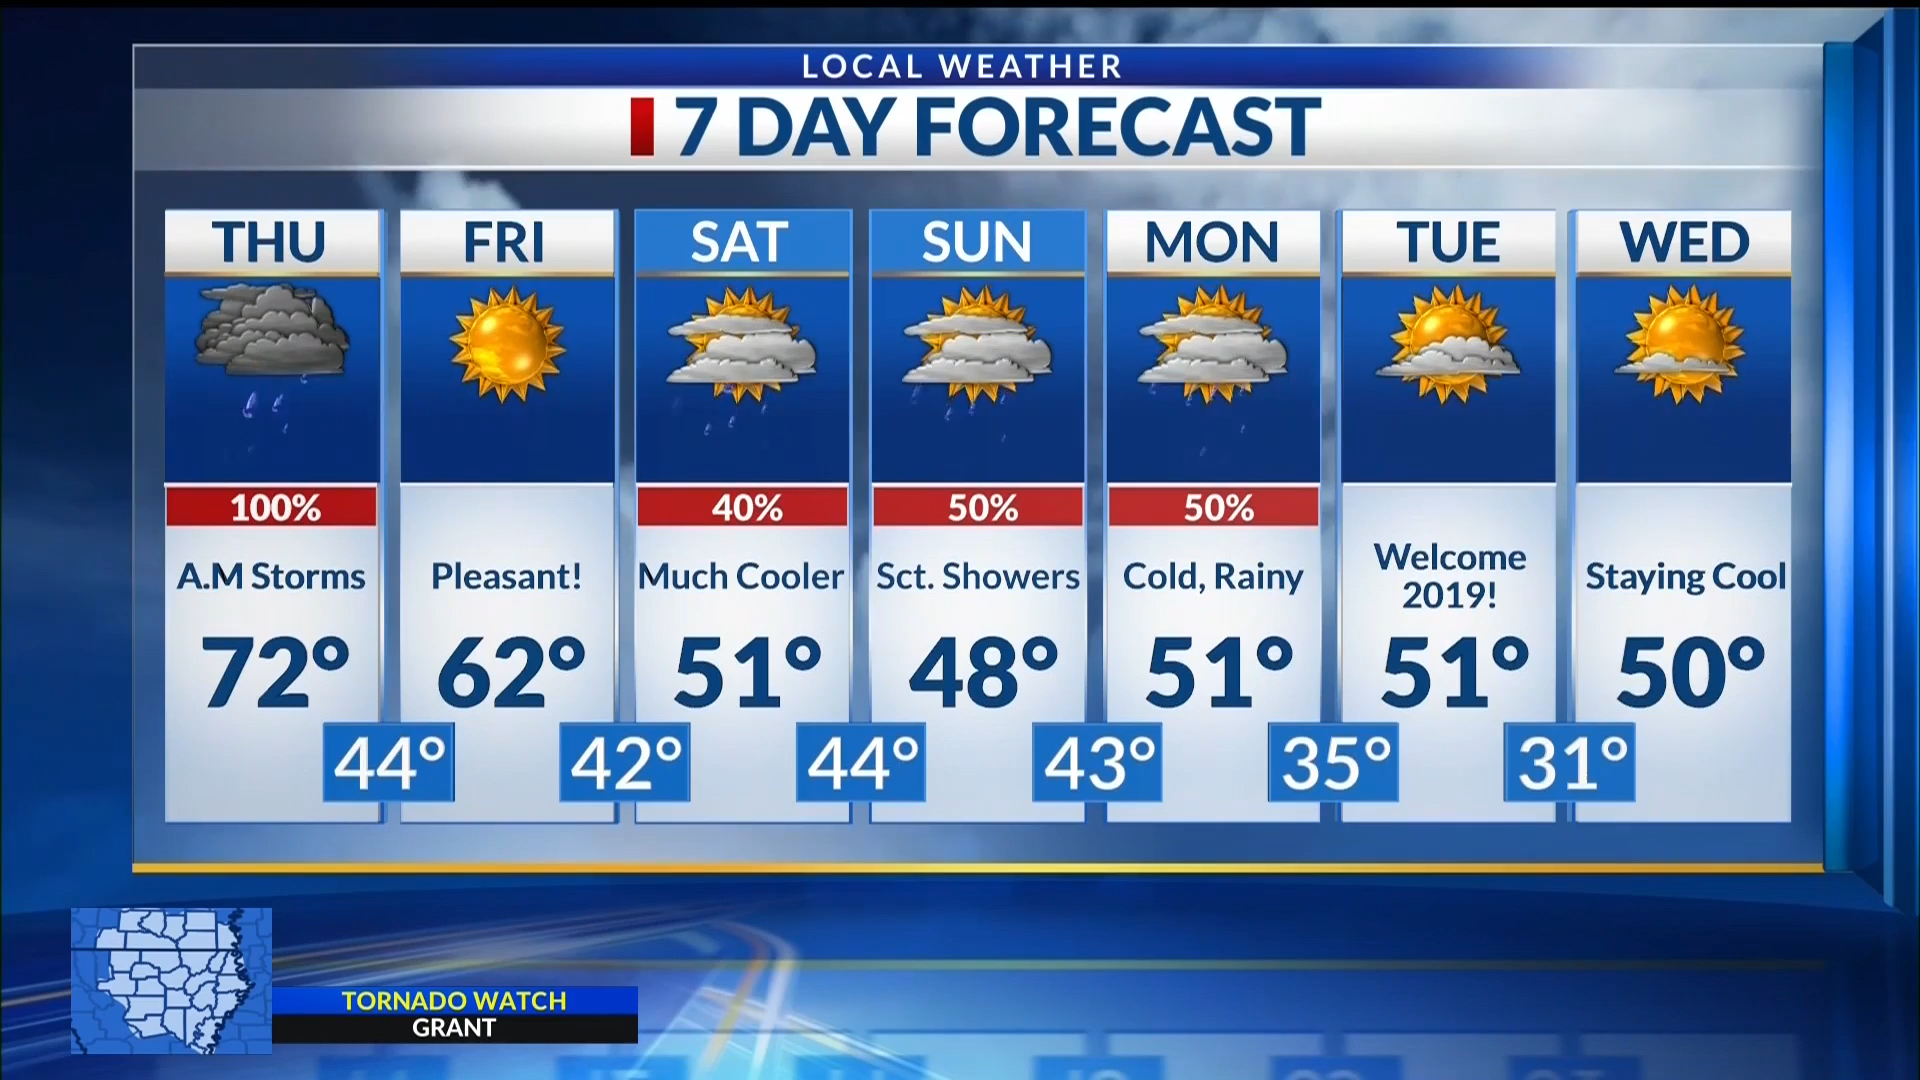 LOCAL WEATHER
7 DAY FORECAST
THU
FRI
SAT
SUN
MON
TUE
WED
100%
40%
50%
50%
A.M Storms
Pleasant!
Much Cooler
Sct. Showers
Cold, Rainy
Welcome
2019!
Staying Cool
72°
62°
51°
48°
51°
51°
50°
44°
42°
44°
43°
35°
31°
TORNADO WATCH
GRANT